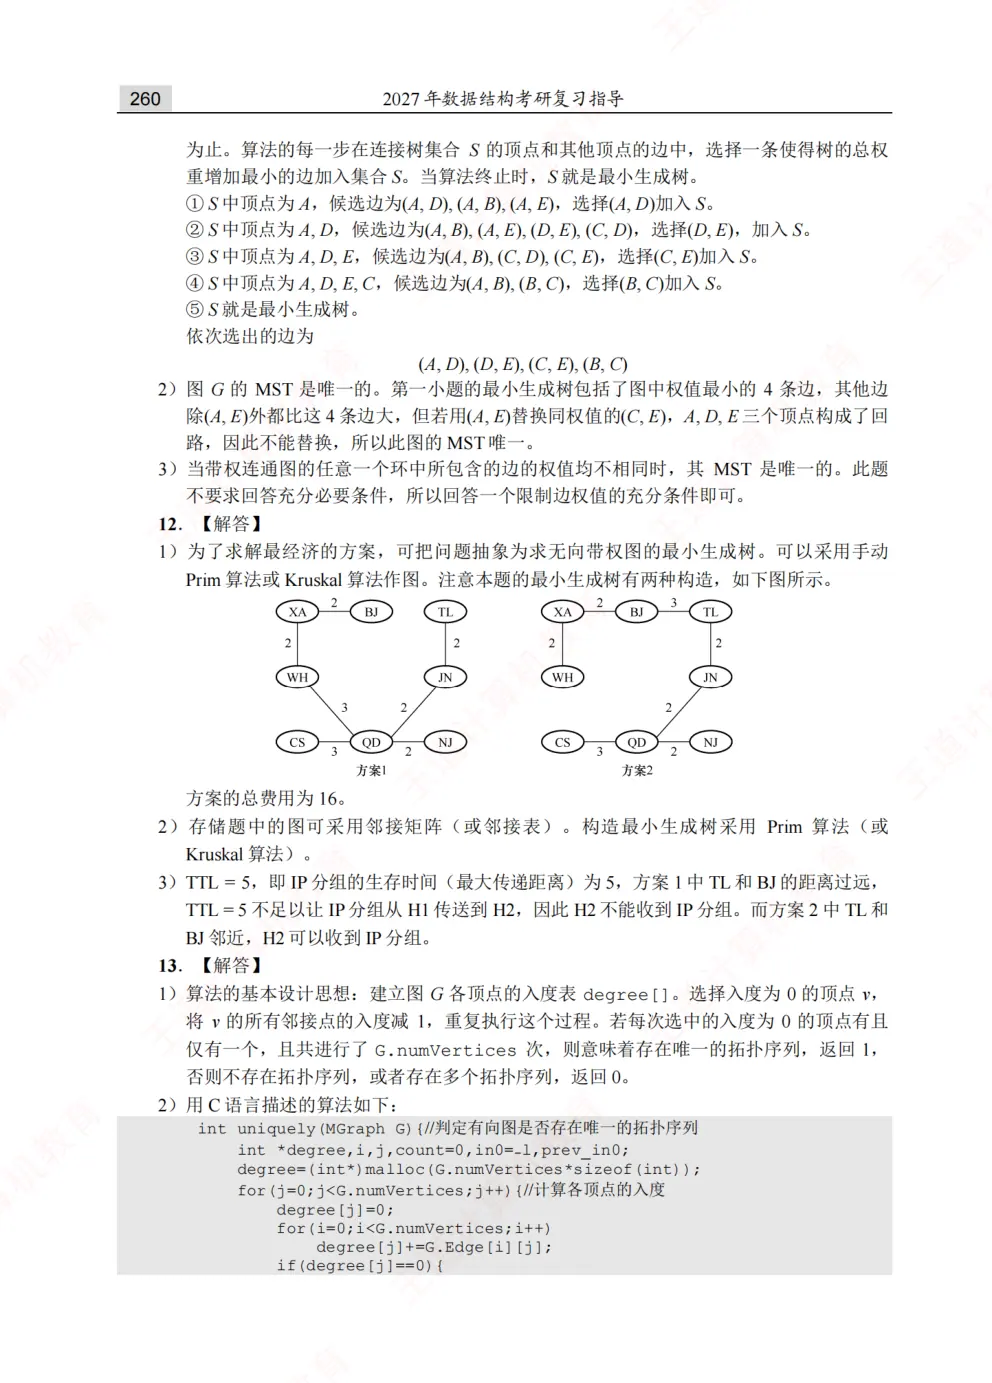 260
2027 年数据结构考研复习指导
为止。算法的每一步在连接树集合 S 的顶点和其他顶点的边中，选择一条使得树的总权
重增加最小的边加入集合 S。当算法终止时，S 就是最小生成树。
① S 中顶点为 A，候选边为(A, D), (A, B), (A, E)，选择(A, D)加入 S。
② S 中顶点为 A, D，候选边为(A, B), (A, E), (D, E), (C, D)，选择(D, E)，加入 S。
③ S 中顶点为 A, D, E，候选边为(A, B), (C, D), (C, E)，选择(C, E)加入 S。
④ S 中顶点为 A, D, E, C，候选边为(A, B), (B, C)，选择(B, C)加入 S。
⑤ S 就是最小生成树。
依次选出的边为
(A, D), (D, E), (C, E), (B, C)
2）图 G 的 MST 是唯一的。第一小题的最小生成树包括了图中权值最小的 4 条边，其他边
除(A, E)外都比这 4 条边大，但若用(A, E)替换同权值的(C, E)，A, D, E 三个顶点构成了回
路，因此不能替换，所以此图的 MST 唯一。
3）当带权连通图的任意一个环中所包含的边的权值均不相同时，其 MST 是唯一的。此题
不要求回答充分必要条件，所以回答一个限制边权值的充分条件即可。
12．【解答】
1）为了求解最经济的方案，可把问题抽象为求无向带权图的最小生成树。可以采用手动
Prim 算法或 Kruskal 算法作图。注意本题的最小生成树有两种构造，如下图所示。
XA 2 BJ TL XA 2 BJ 3 TL
2 2 2 2
WH JN WH JN
3 2 2
CS 3 QD 2 NJ CS 3 QD 2 NJ
方案1 方案2
方案的总费用为 16。
2）存储题中的图可采用邻接矩阵（或邻接表）。构造最小生成树采用 Prim 算法（或
Kruskal 算法）。
3）TTL = 5，即 IP 分组的生存时间（最大传递距离）为 5，方案 1 中 TL 和 BJ 的距离过远，
TTL = 5 不足以让 IP 分组从 H1 传送到 H2，因此 H2 不能收到 IP 分组。而方案 2 中 TL 和
BJ 邻近，H2 可以收到 IP 分组。
13．【解答】
1）算法的基本设计思想：建立图 G 各顶点的入度表 degree[]。选择入度为 0 的顶点 v，
将 v 的所有邻接点的入度减 1，重复执行这个过程。若每次选中的入度为 0 的顶点有且
仅有一个，且共进行了 G.numVertices 次，则意味着存在唯一的拓扑序列，返回 1，
否则不存在拓扑序列，或者存在多个拓扑序列，返回 0。
2）用 C 语言描述的算法如下：
int uniquely(MGraph G){//判定有向图是否存在唯一的拓扑序列
int *degree,i,j,count=0,in0=-1,prev_in0;
degree=(int*)malloc(G.numVertices*sizeof(int));
for(j=0;j<G.numVertices;j++){//计算各顶点的入度
degree[j]=0;
for(i=0;i<G.numVertices;i++)
degree[j]+=G.Edge[i][j];
if(degree[j]==0){